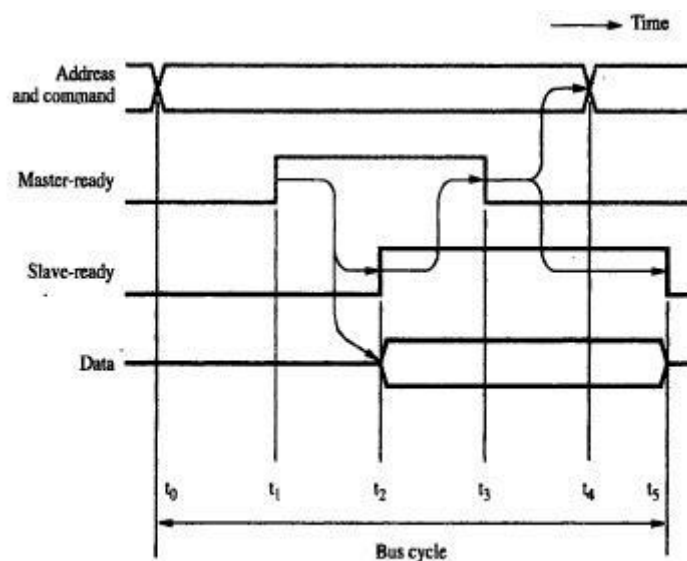 Time
Address
and command
Master-ready
Slave-ready
Data
t₀ t₁ t₂ t₃ t₄ t₅
Bus cycle